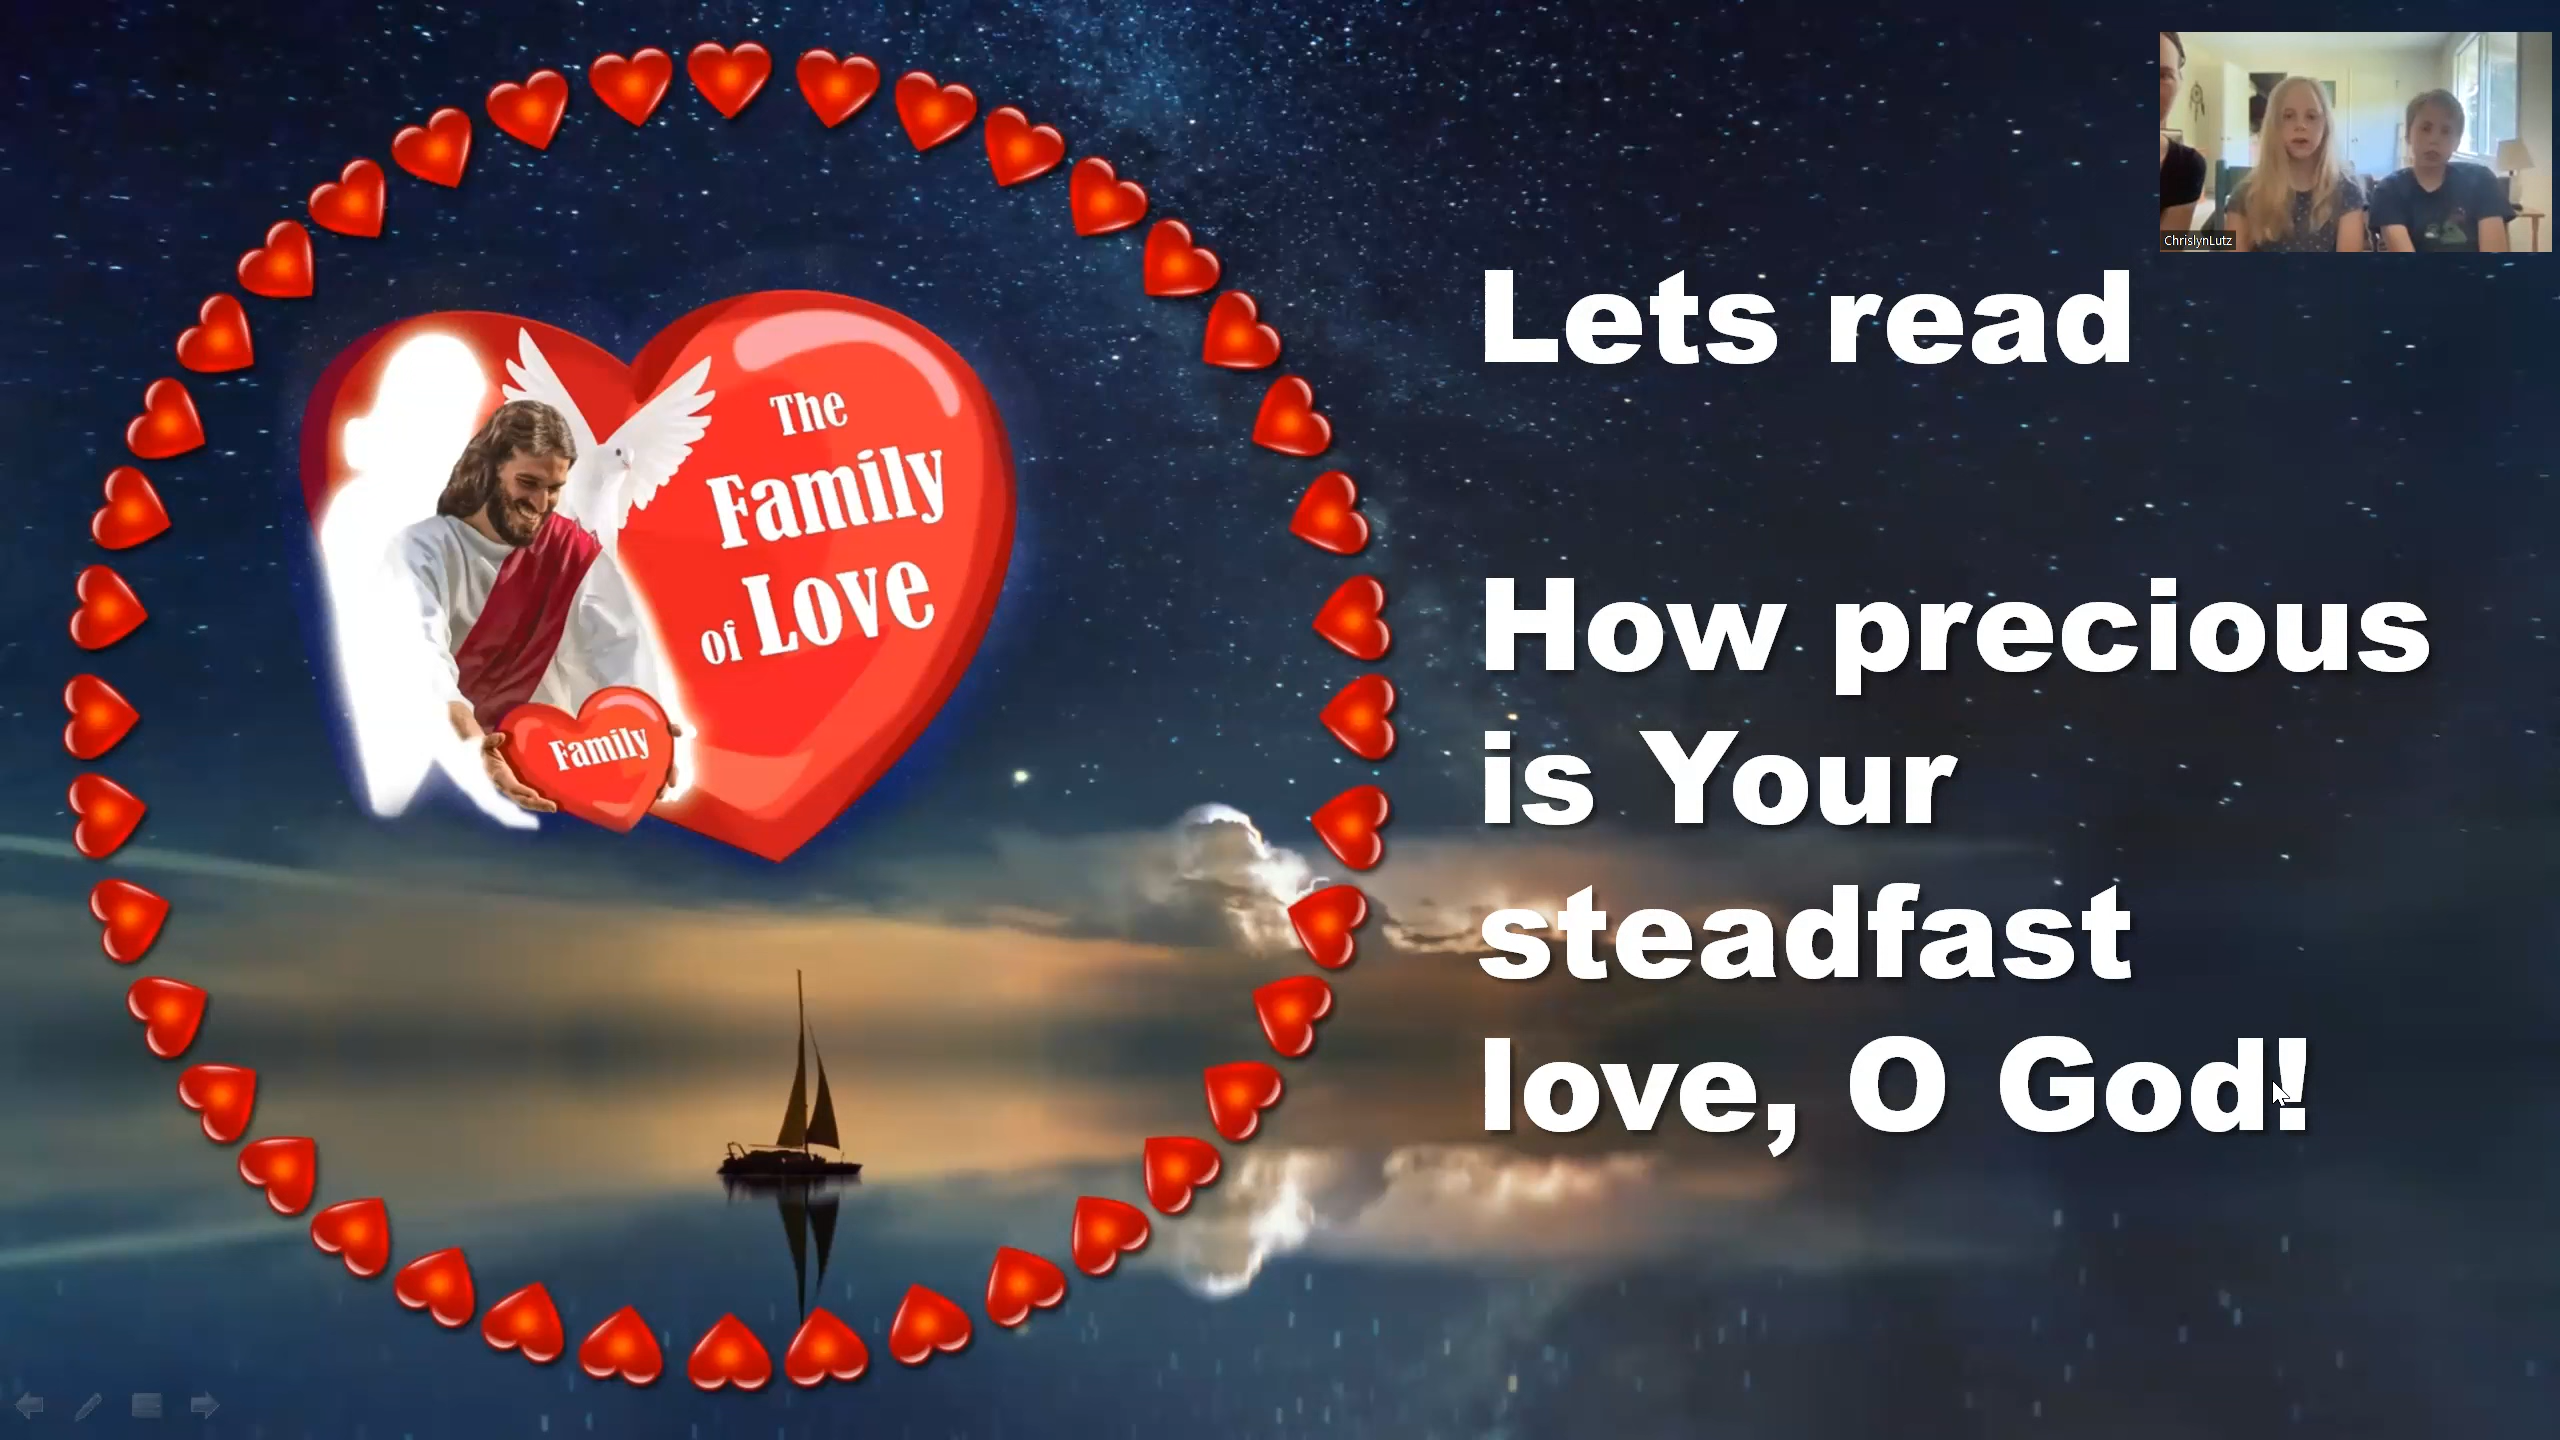 The
Family
of Love
Family
ChrislynLutz
Lets read
How precious
is Your
steadfast
love, O God!